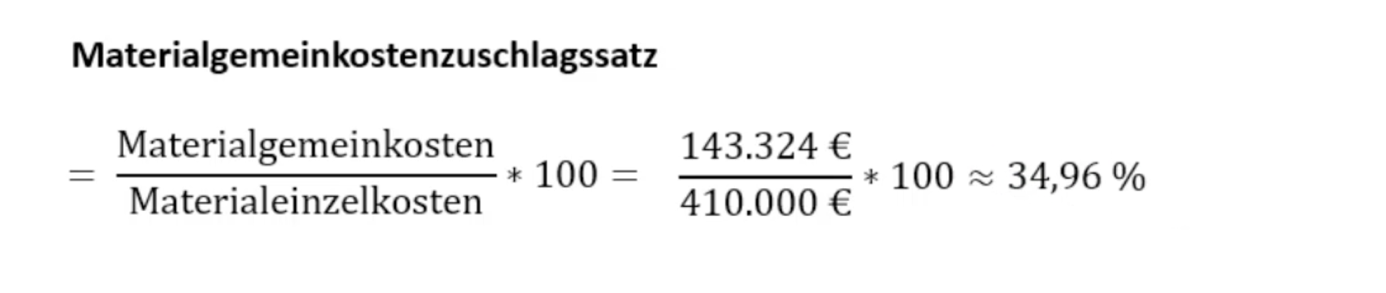 Materialgemeinkostenzuschlagssatz
= Materialgemeinkosten / Materialeinzelkosten * 100 = 143.324 € / 410.000 € * 100 ≈ 34,96 %